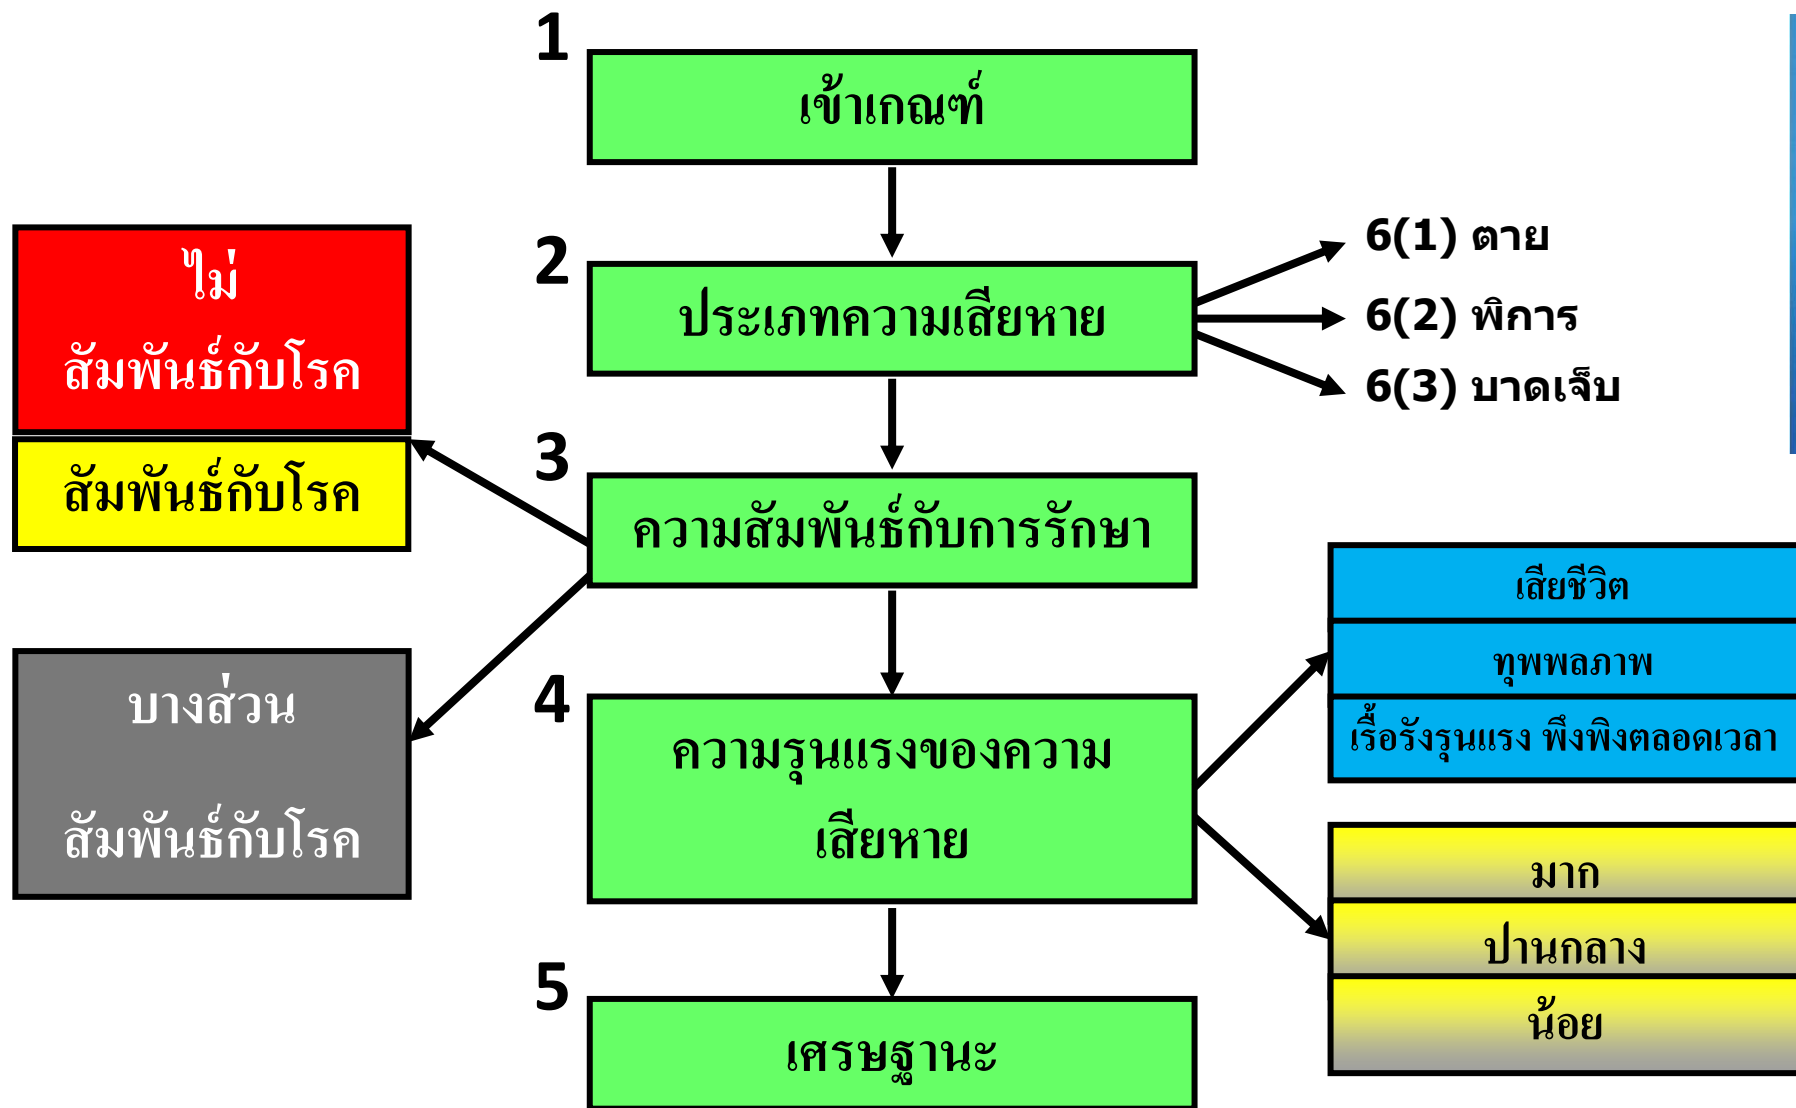 1
เข้าเกณฑ์
2
ประเภทความเสียหาย
6(1) ตาย
6(2) พิการ
6(3) บาดเจ็บ
ไม่
สัมพันธ์กับโรค
สัมพันธ์กับโรค
3
ความสัมพันธ์กับการรักษา
บางส่วน
สัมพันธ์กับโรค
4
ความรุนแรงของความ
เสียหาย
เสียชีวิต
ทุพพลภาพ
เรื้อรังรุนแรง พึงพิงตลอดเวลา
มาก
ปานกลาง
น้อย
5
เศรษฐานะ